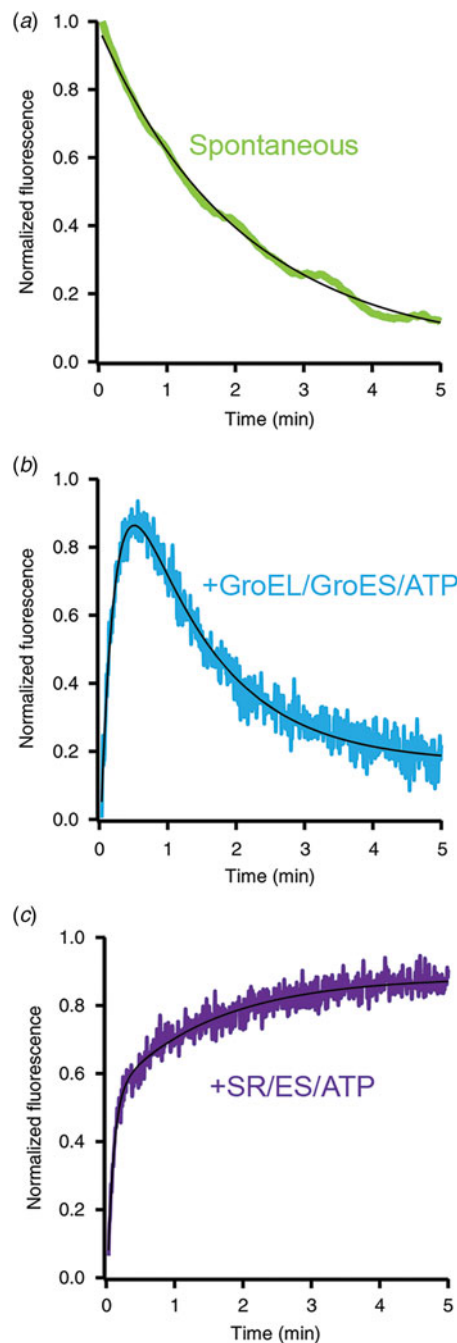 (a)
1.0
0.8
0.6
0.4
0.2
0.0
Normalized fluorescence
Spontaneous
0 1 2 3 4 5
Time (min)
(b)
1.0
0.8
0.6
0.4
0.2
0.0
Normalized fluorescence
+GroEL/GroES/ATP
0 1 2 3 4 5
Time (min)
(c)
1.0
0.8
0.6
0.4
0.2
0.0
Normalized fluorescence
+SR/ES/ATP
0 1 2 3 4 5
Time (min)